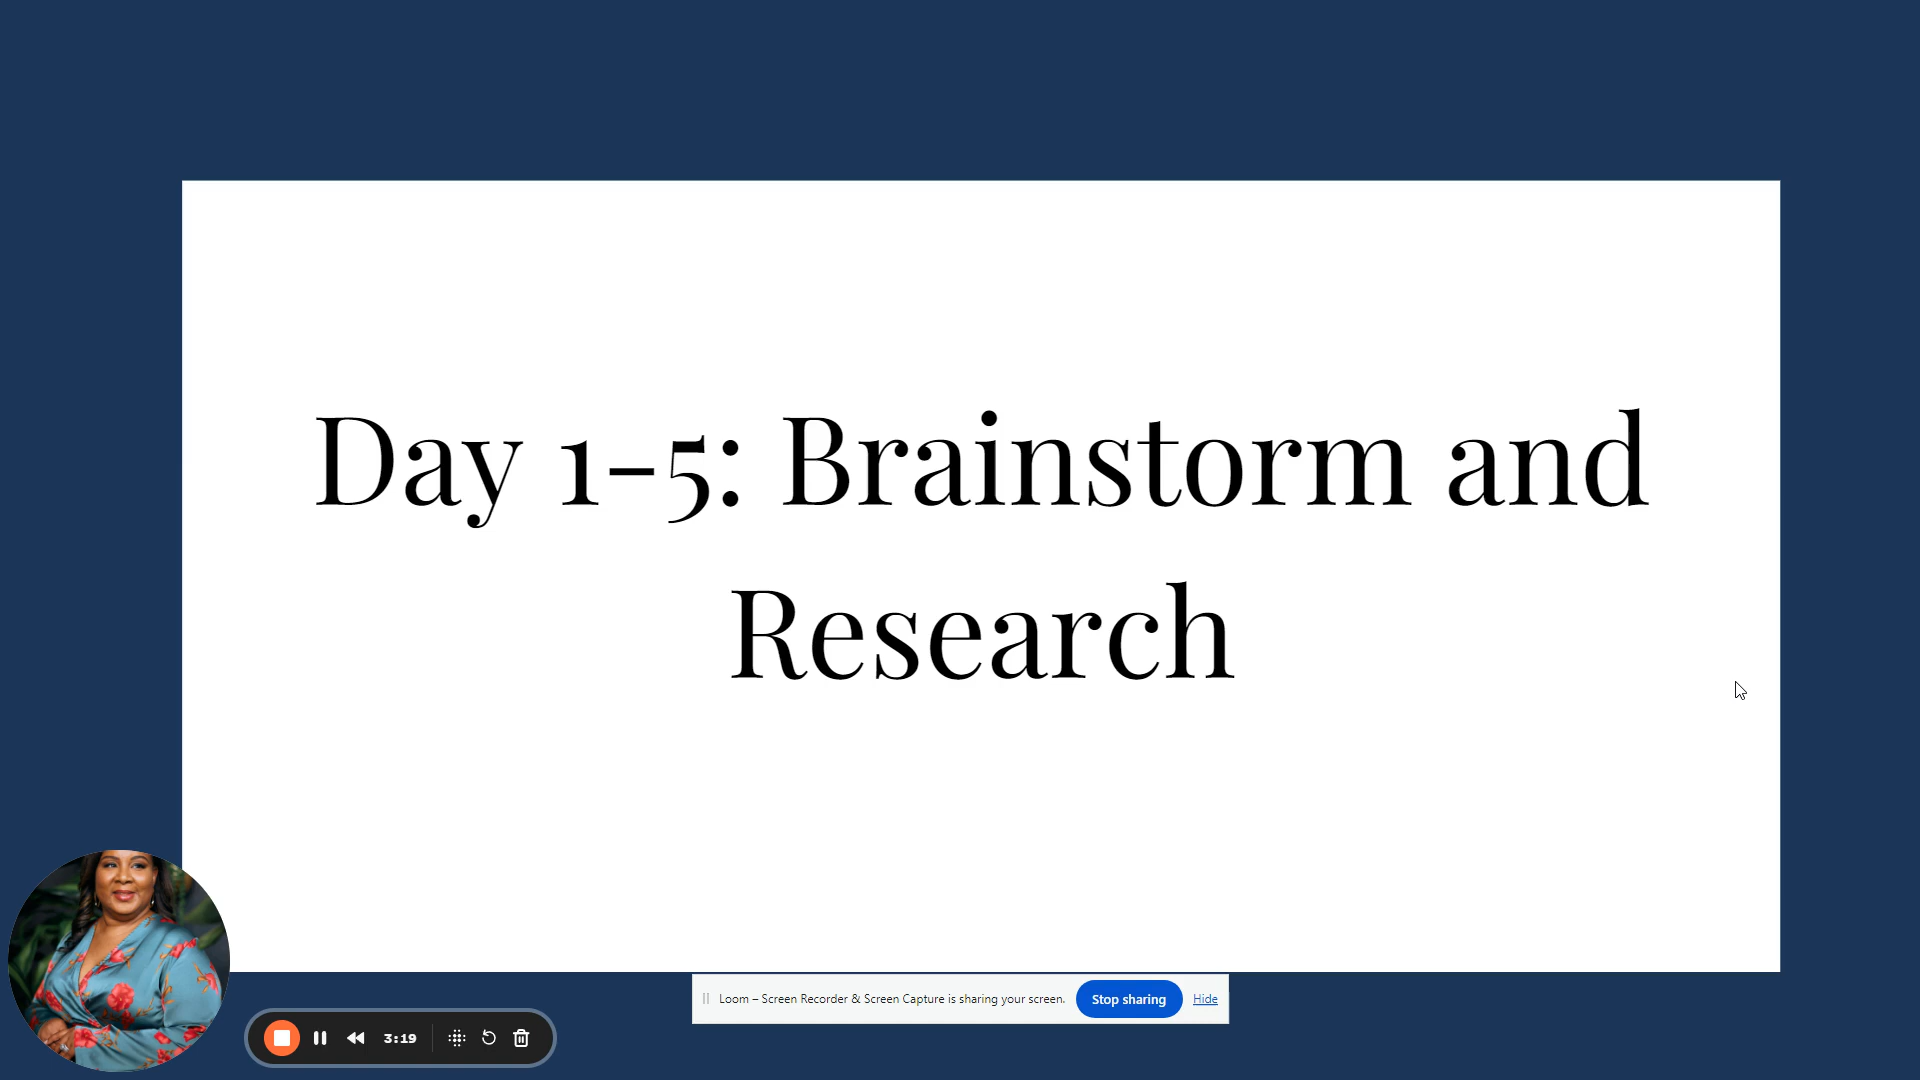 Day 1-5: Brainstorm and
Research
Loom – Screen Recorder & Screen Capture is sharing your screen. Stop sharing Hide
3:19